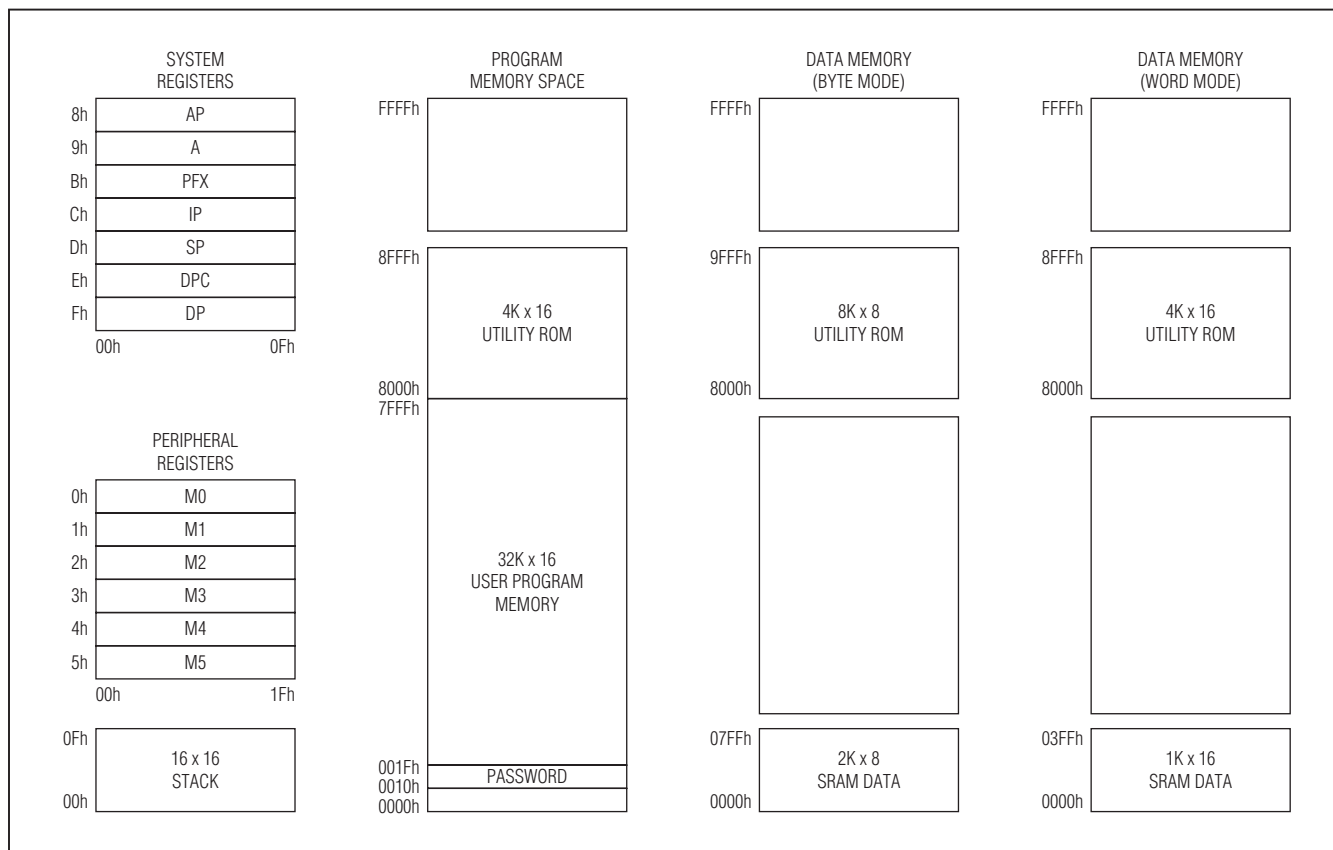 SYSTEM
REGISTERS
8h
AP
9h
A
Bh
PFX
Ch
IP
Dh
SP
Eh
DPC
Fh
DP
00h
0Fh
PERIPHERAL
REGISTERS
0h
M0
1h
M1
2h
M2
3h
M3
4h
M4
5h
M5
00h
1Fh
0Fh
16 x 16
STACK
00h
PROGRAM
MEMORY SPACE
FFFFh
8FFFh
4K x 16
UTILITY ROM
8000h
7FFFh
32K x 16
USER PROGRAM
MEMORY
001Fh
PASSWORD
0010h
0000h
DATA MEMORY
(BYTE MODE)
FFFFh
9FFFh
8K x 8
UTILITY ROM
8000h
07FFh
2K x 8
SRAM DATA
0000h
DATA MEMORY
(WORD MODE)
FFFFh
8FFFh
4K x 16
UTILITY ROM
8000h
03FFh
1K x 16
SRAM DATA
0000h